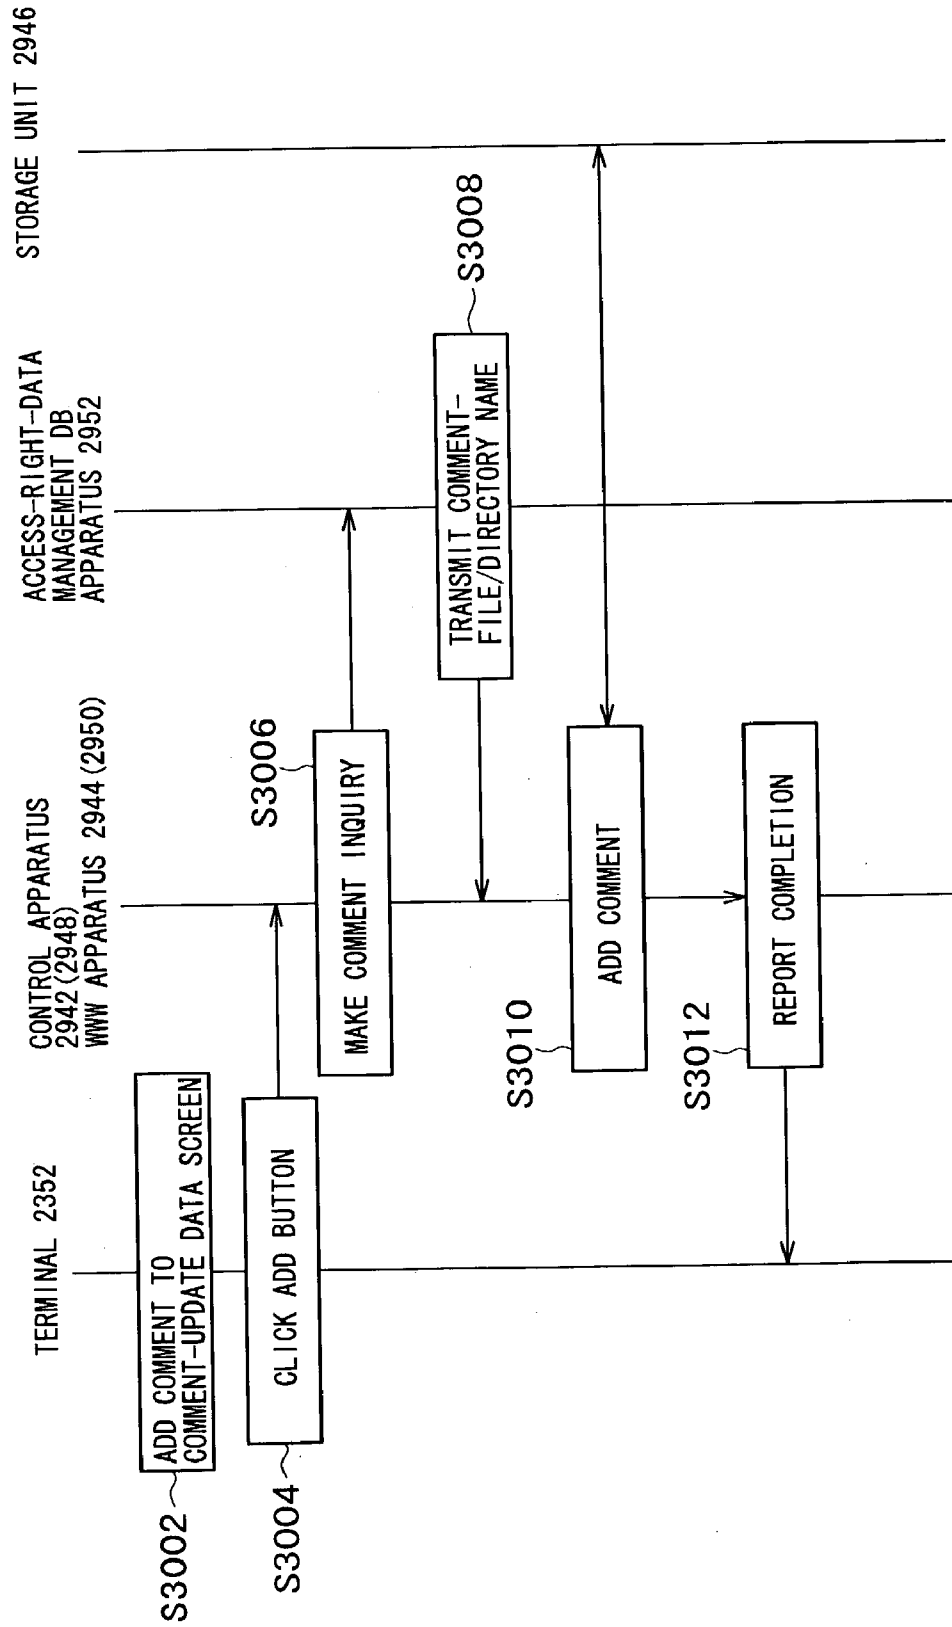 TERMINAL 2352
CONTROL APPARATUS
2942(2948)
WWW APPARATUS 2944(2950)
ACCESS-RIGHT-DATA
MANAGEMENT DB
APPARATUS 2952
STORAGE UNIT 2946
S3002
ADD COMMENT TO
COMMENT-UPDATE DATA SCREEN
S3004
CLICK ADD BUTTON
S3006
MAKE COMMENT INQUIRY
S3008
TRANSMIT COMMENT-
FILE/DIRECTORY NAME
S3010
ADD COMMENT
S3012
REPORT COMPLETION